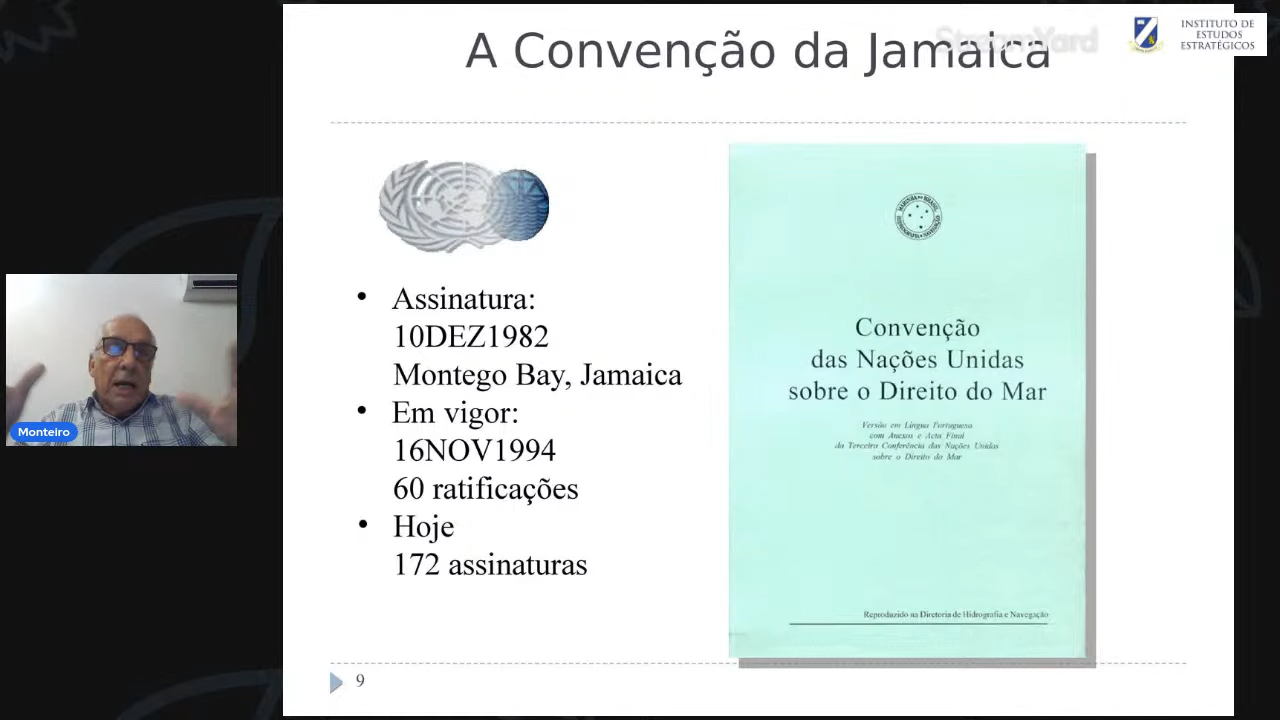 A Convenção da Jamaica
StreamYard
INSTITUTO DE
ESTUDOS
ESTRATÉGICOS
• Assinatura:
10DEZ1982
Montego Bay, Jamaica
• Em vigor:
16NOV1994
60 ratificações
• Hoje
172 assinaturas
Convenção
das Nações Unidas
sobre o Direito do Mar
Versão em Língua Portuguesa
com Anexos e Acta Final
da Terceira Conferência das Nações Unidas
sobre o Direito do Mar
Reproduzido na Diretoria de Hidrografia e Navegação
9
Monteiro